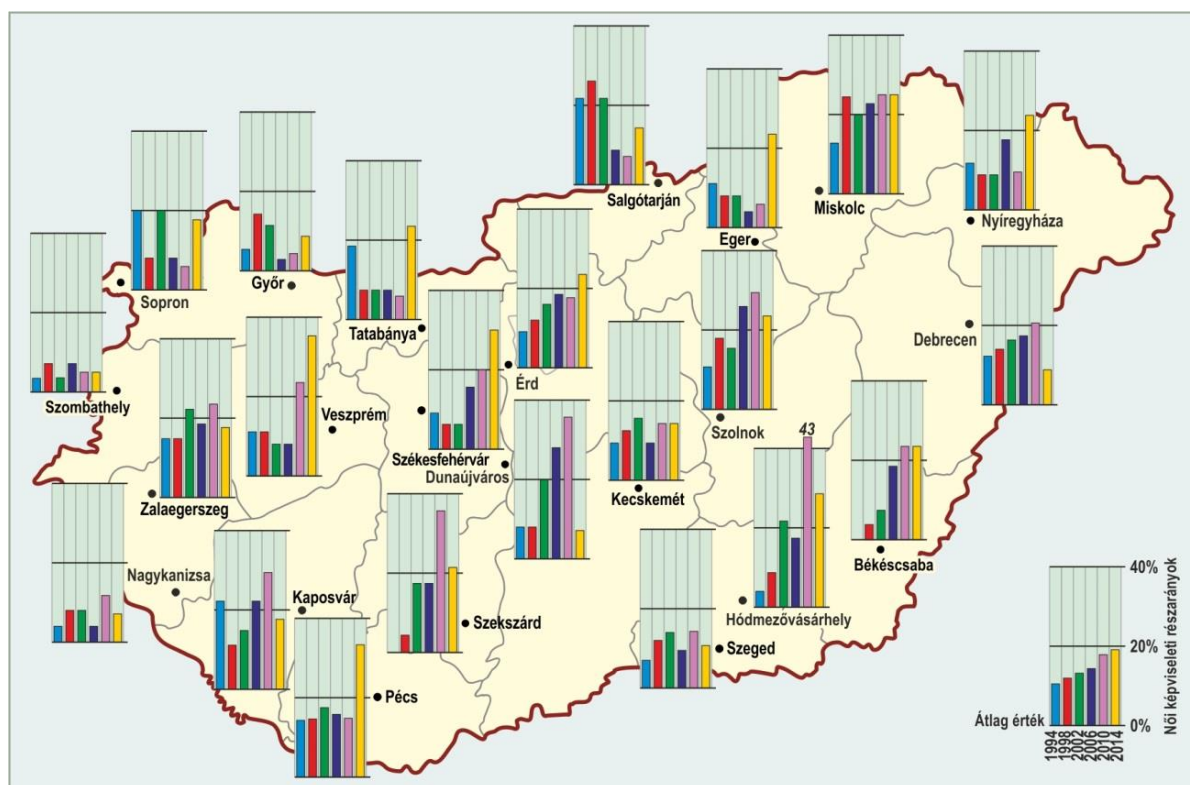 Salgótarján
Eger
Miskolc
Nyíregyháza
Sopron
Győr
Tatabánya
Érd
Debrecen
Szombathely
Veszprém
Székesfehérvár
Dunaújváros
Szolnok
43
Zalaegerszeg
Kecskemét
Békéscsaba
Nagykanizsa
Kaposvár
Szekszárd
Hódmezővásárhely
Szeged
Pécs
40%
20%
0%
Női képviseleti részarányok
Átlag érték
1994
1998
2002
2006
2010
2014